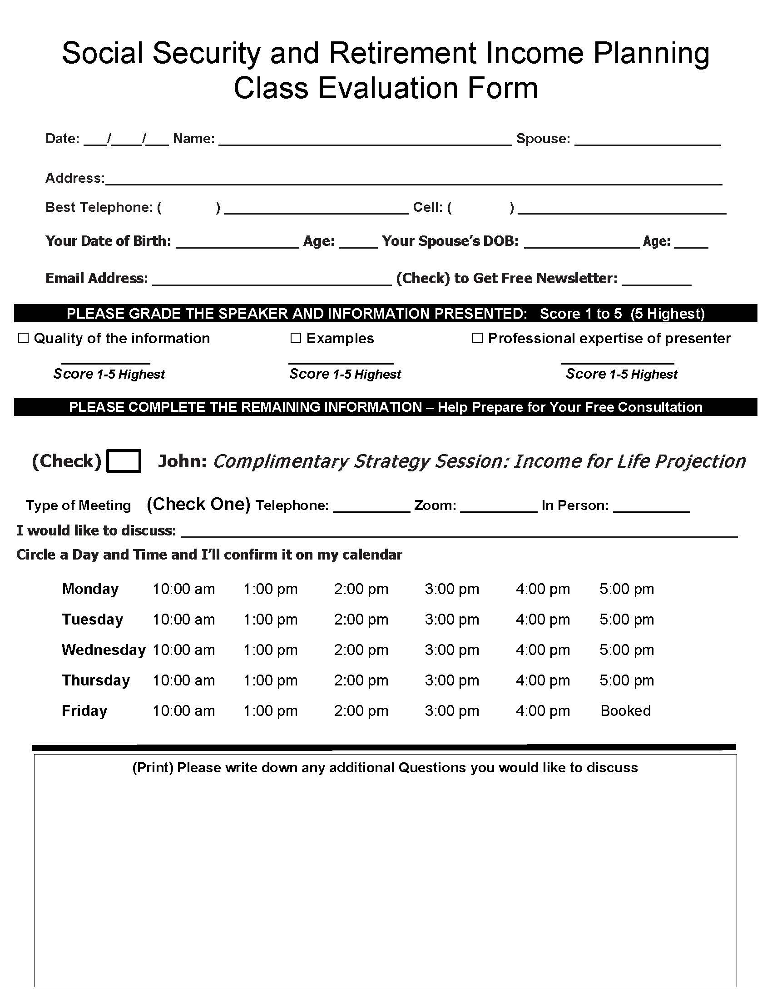 Social Security and Retirement Income Planning
Class Evaluation Form
Date: ___/____/___ Name: ______________________________________ Spouse: ___________________
Address:________________________________________________________________________________
Best Telephone: (          ) ________________________ Cell: (          ) ___________________________
Your Date of Birth: ________________ Age: _____ Your Spouse’s DOB: _______________ Age: _____
Email Address: _______________________________ (Check) to Get Free Newsletter: _________
PLEASE GRADE THE SPEAKER AND INFORMATION PRESENTED: Score 1 to 5 (5 Highest)
☐ Quality of the information ☐ Examples ☐ Professional expertise of presenter
Score 1-5 Highest Score 1-5 Highest Score 1-5 Highest
PLEASE COMPLETE THE REMAINING INFORMATION – Help Prepare for Your Free Consultation
(Check) ☐ John: Complimentary Strategy Session: Income for Life Projection
Type of Meeting (Check One) Telephone: __________ Zoom: __________ In Person: __________
I would like to discuss: ________________________________________________________________________
Circle a Day and Time and I’ll confirm it on my calendar
Monday 10:00 am 1:00 pm 2:00 pm 3:00 pm 4:00 pm 5:00 pm
Tuesday 10:00 am 1:00 pm 2:00 pm 3:00 pm 4:00 pm 5:00 pm
Wednesday 10:00 am 1:00 pm 2:00 pm 3:00 pm 4:00 pm 5:00 pm
Thursday 10:00 am 1:00 pm 2:00 pm 3:00 pm 4:00 pm 5:00 pm
Friday 10:00 am 1:00 pm 2:00 pm 3:00 pm 4:00 pm Booked
(Print) Please write down any additional Questions you would like to discuss